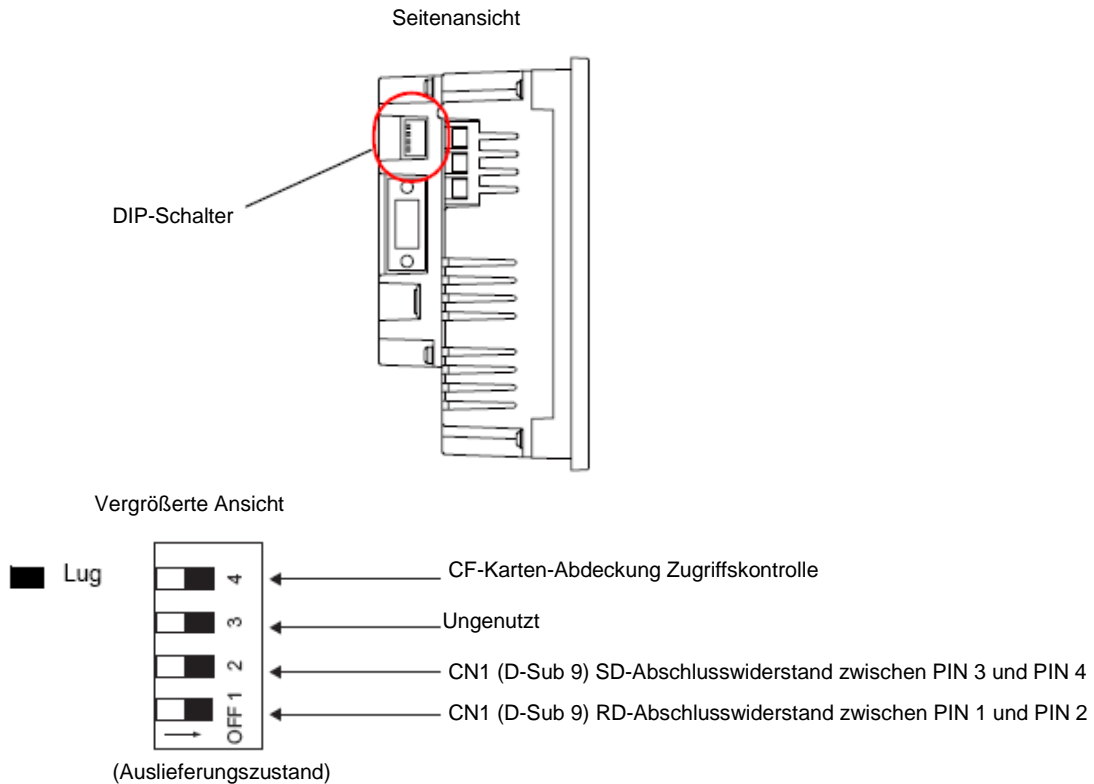 Seitenansicht
DIP-Schalter
Vergrößerte Ansicht
Lug
4 CF-Karten-Abdeckung Zugriffskontrolle
3 Ungenutzt
2 CN1 (D-Sub 9) SD-Abschlusswiderstand zwischen PIN 3 und PIN 4
OFF 1 CN1 (D-Sub 9) RD-Abschlusswiderstand zwischen PIN 1 und PIN 2
(Auslieferungszustand)